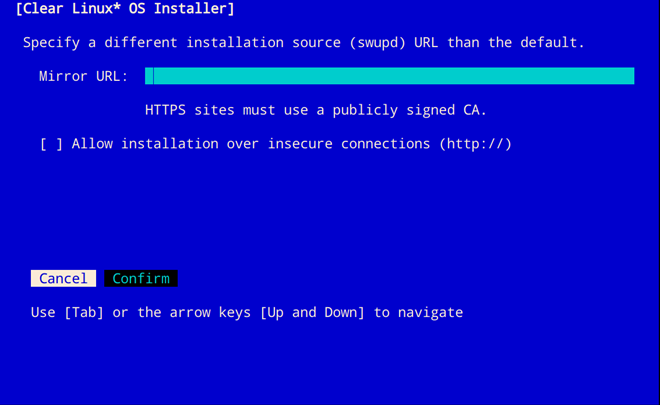 [Clear Linux* OS Installer]
Specify a different installation source (swupd) URL than the default.
Mirror URL:
HTTPS sites must use a publicly signed CA.
[ ] Allow installation over insecure connections (http://)
Cancel Confirm
Use [Tab] or the arrow keys [Up and Down] to navigate